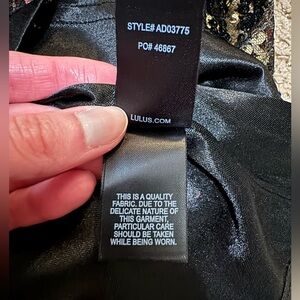 STYLE# AD03775
PO# 46867
LULUS.COM
THIS IS A QUALITY
FABRIC. DUE TO THE
DELICATE NATURE OF
THIS GARMENT,
PARTICULAR CARE
SHOULD BE TAKEN
WHILE BEING WORN.